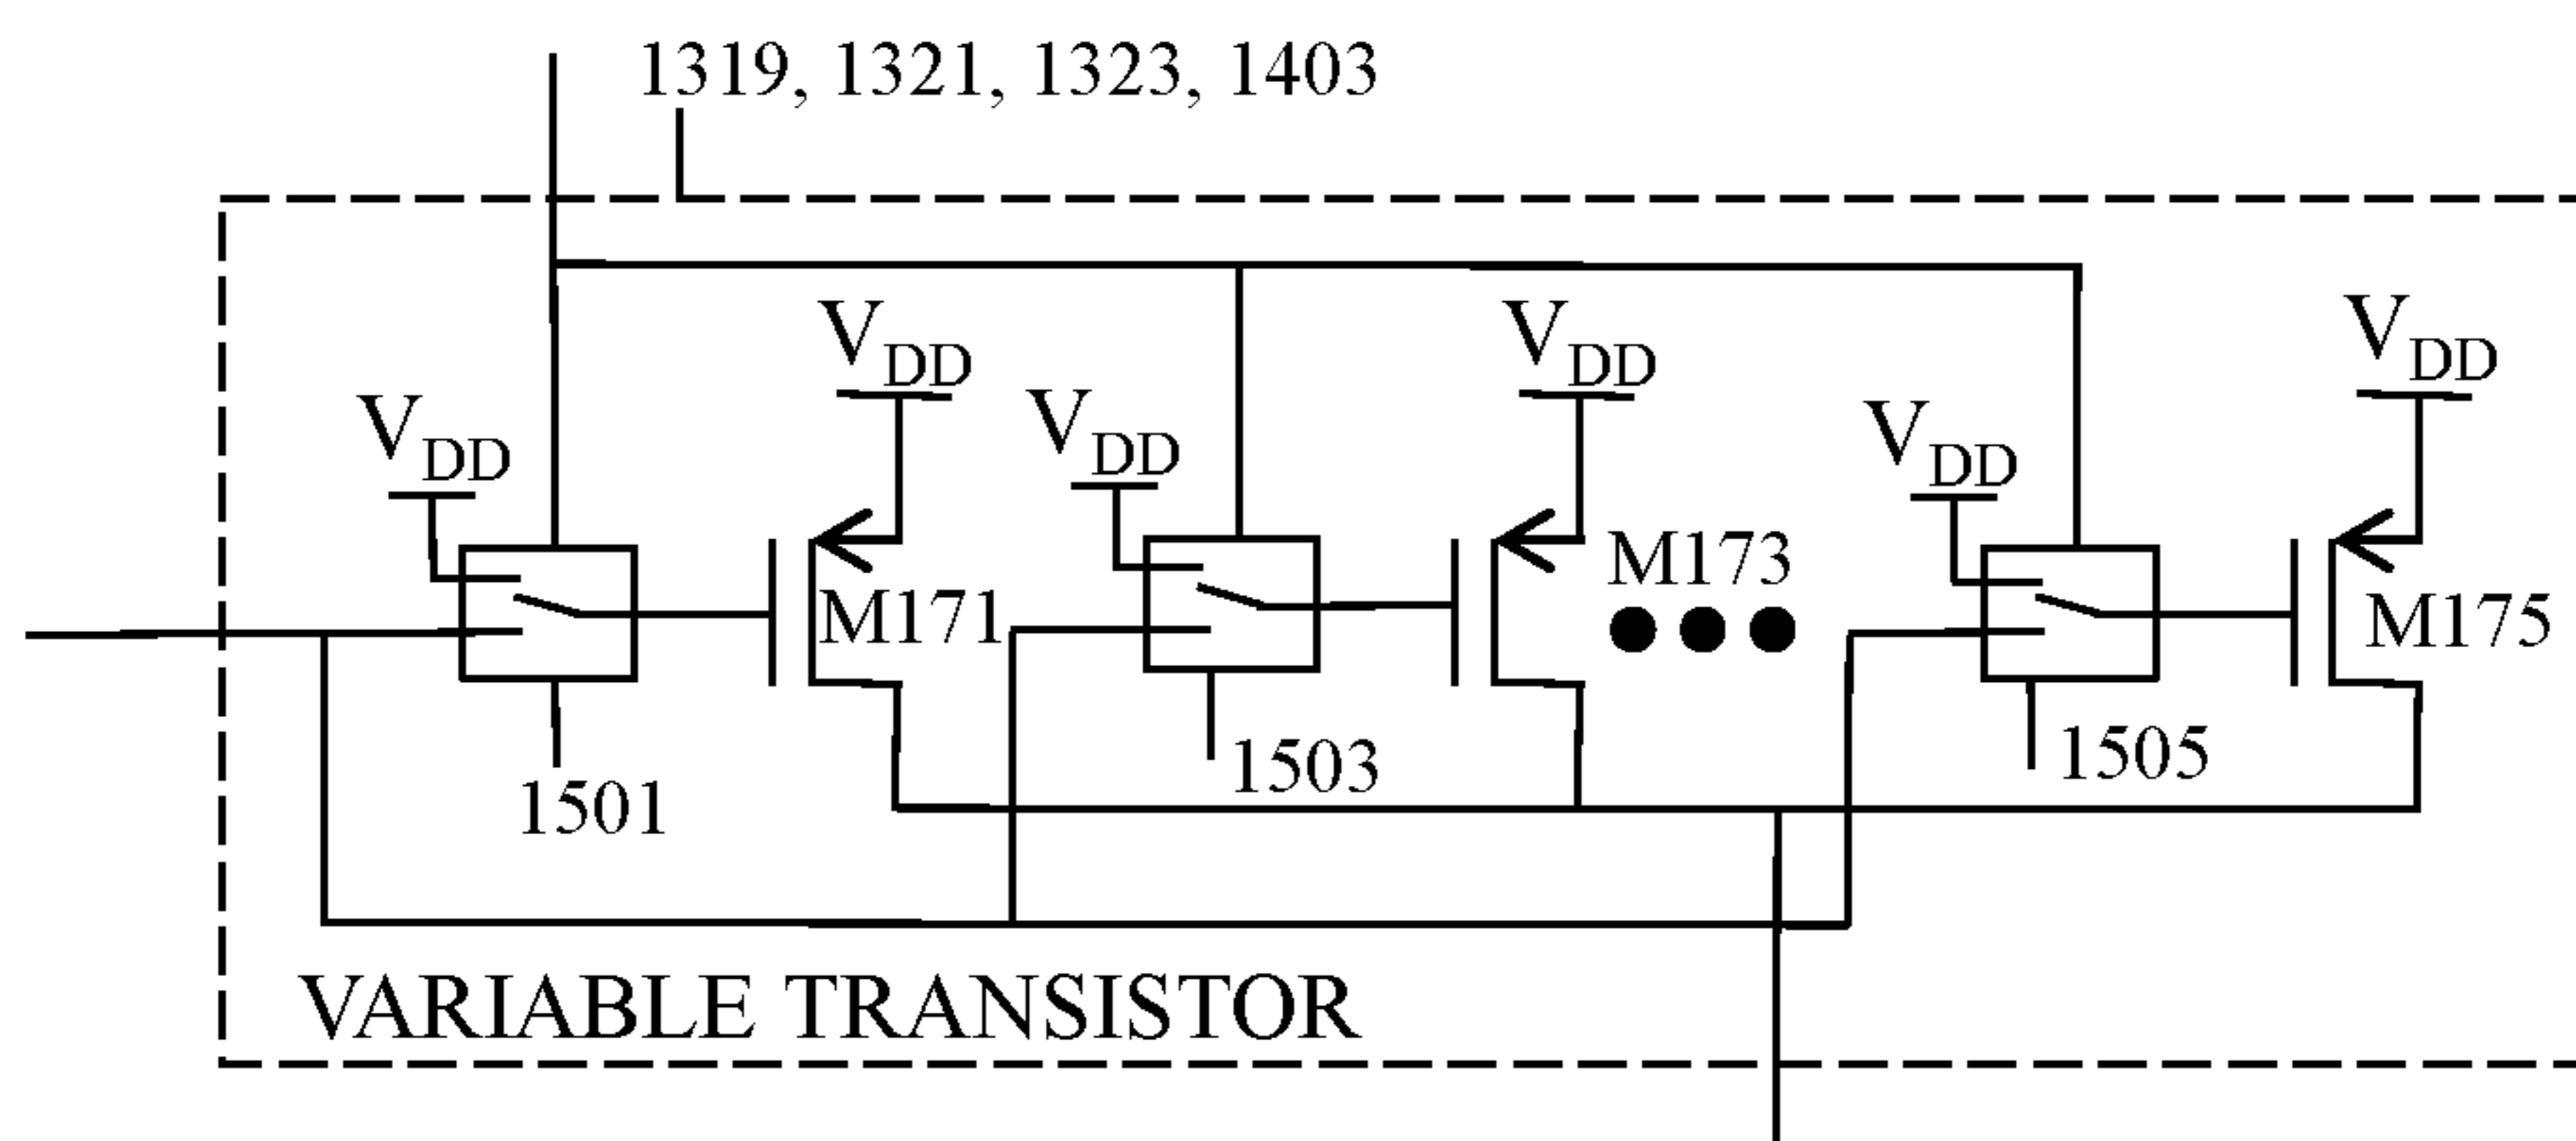 1319, 1321, 1323, 1403
VDD
VDD
VDD
VDD
VDD
VDD
M171
M173
M175
1501
1503
1505
VARIABLE TRANSISTOR